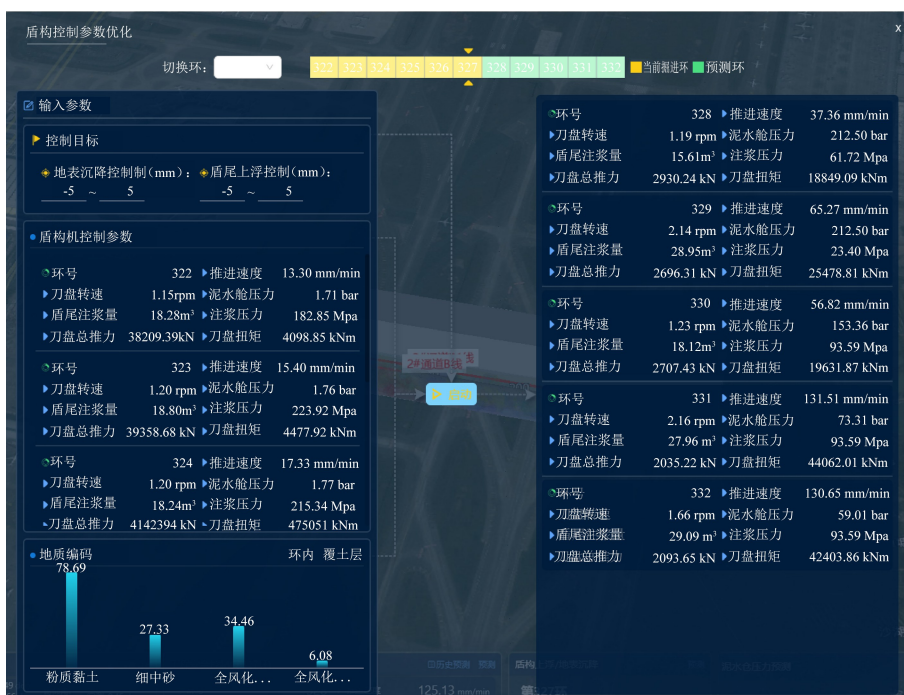 盾构控制参数优化
x
切换环: 322 323 324 325 326 327 328 329 330 331 332 当前掘进环 预测环
输入参数
控制目标
地表沉降控制制(mm): 盾尾上浮控制(mm):
-5 ~ 5 -5 ~ 5
盾构机控制参数
环号 322 推进速度 13.30 mm/min
刀盘转速 1.15rpm 泥水舱压力 1.71 bar
盾尾注浆量 18.28m³ 注浆压力 182.85 Mpa
刀盘总推力 38209.39kN 刀盘扭矩 4098.85 kNm
环号 323 推进速度 15.40 mm/min
刀盘转速 1.20 rpm 泥水舱压力 1.76 bar
盾尾注浆量 18.80m³ 注浆压力 223.92 Mpa
刀盘总推力 39358.68 kN 刀盘扭矩 4477.92 kNm
环号 324 推进速度 17.33 mm/min
刀盘转速 1.20 rpm 泥水舱压力 1.77 bar
盾尾注浆量 18.24m³ 注浆压力 215.34 Mpa
刀盘总推力 4142394 kN 刀盘扭矩 475051 kNm
地质编码 环内 覆土层
78.69
27.33
34.46
6.08
粉质黏土 细中砂 全风化... 全风化...
2#通道B线
环号 328 推进速度 37.36 mm/min
刀盘转速 1.19 rpm 泥水舱压力 212.50 bar
盾尾注浆量 15.61m³ 注浆压力 61.72 Mpa
刀盘总推力 2930.24 kN 刀盘扭矩 18849.09 kNm
环号 329 推进速度 65.27 mm/min
刀盘转速 2.14 rpm 泥水舱压力 212.50 bar
盾尾注浆量 28.95m³ 注浆压力 23.40 Mpa
刀盘总推力 2696.31 kN 刀盘扭矩 25478.81 kNm
环号 330 推进速度 56.82 mm/min
刀盘转速 1.23 rpm 泥水舱压力 153.36 bar
盾尾注浆量 18.12m³ 注浆压力 93.59 Mpa
刀盘总推力 2707.43 kN 刀盘扭矩 19631.87 kNm
环号 331 推进速度 131.51 mm/min
刀盘转速 2.16 rpm 泥水舱压力 73.31 bar
盾尾注浆量 27.96 m³ 注浆压力 93.59 Mpa
刀盘总推力 2035.22 kN 刀盘扭矩 44062.01 kNm
环号 332 推进速度 130.65 mm/min
刀盘转速 1.66 rpm 泥水舱压力 59.01 bar
盾尾注浆量 29.09 m³ 注浆压力 93.59 Mpa
刀盘总推力 2093.65 kN 刀盘扭矩 42403.86 kNm
历史预测 预测 盾构
125.13 mm/min